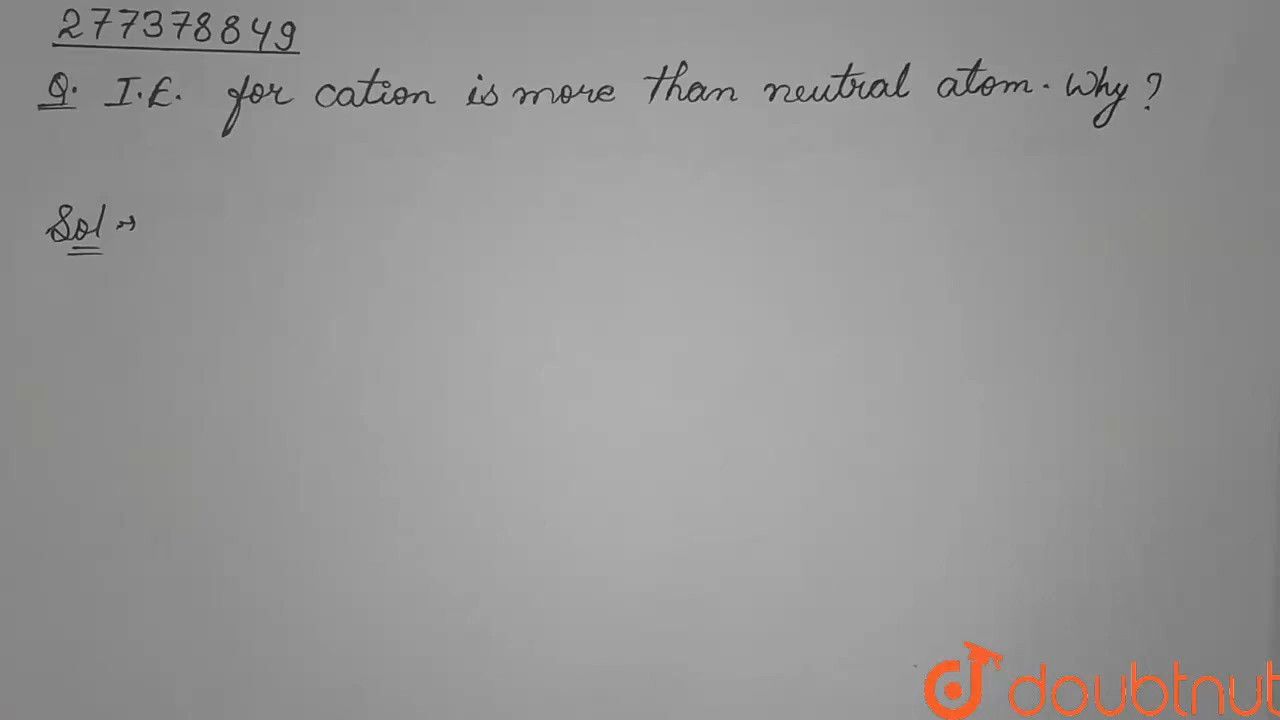 277378849
Q. I.E. for cation is more than neutral atom. Why?
Sol →
doubtnut